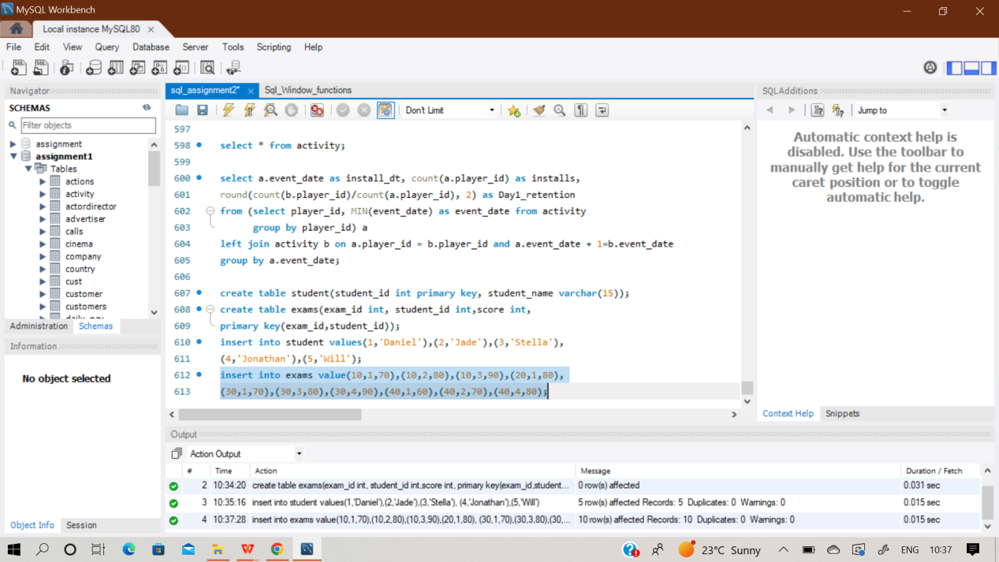 MySQL Workbench
Local instance MySQL80
File Edit View Query Database Server Tools Scripting Help
Navigator
SCHEMAS
Filter objects
assignment
assignment1
Tables
actions
activity
actordirector
advertiser
calls
cinema
company
country
cust
customer
customers
Administration Schemas
Information
No object selected
Object Info Session
sql_assignment2* Sql_Window_functions
Don't Limit
597
598 select * from activity;
599
600 select a.event_date as install_dt, count(a.player_id) as installs,
601 round(count(b.player_id)/count(a.player_id), 2) as Day1_retention
602 from (select player_id, MIN(event_date) as event_date from activity
603 group by player_id) a
604 left join activity b on a.player_id = b.player_id and a.event_date + 1=b.event_date
605 group by a.event_date;
606
607 create table student(student_id int primary key, student_name varchar(15));
608 create table exams(exam_id int, student_id int,score int,
609 primary key(exam_id,student_id));
610 insert into student values(1,'Daniel'),(2,'Jade'),(3,'Stella'),
611 (4,'Jonathan'),(5,'Will');
612 insert into exams value(10,1,70),(10,2,80),(10,3,90),(20,1,80),
613 (30,1,70),(30,3,80),(30,4,90),(40,1,60),(40,2,70),(40,4,80);
SQLAdditions
Jump to
Automatic context help is
disabled. Use the toolbar to
manually get help for the current
caret position or to toggle
automatic help.
Context Help Snippets
Output
Action Output
# Time Action Message Duration / Fetch
2 10:34:20 create table exams(exam_id int, student_id int,score int, primary key(exam_id,student... 0 row(s) affected 0.031 sec
3 10:35:16 insert into student values(1,'Daniel'),(2,'Jade'),(3,'Stella'), (4,'Jonathan'),(5,'Will') 5 row(s) affected Records: 5 Duplicates: 0 Warnings: 0 0.015 sec
4 10:37:28 insert into exams value(10,1,70),(10,2,80),(10,3,90),(20,1,80), (30,1,70),(30,3,80),(30,... 10 row(s) affected Records: 10 Duplicates: 0 Warnings: 0 0.015 sec
23°C Sunny ENG 10:37